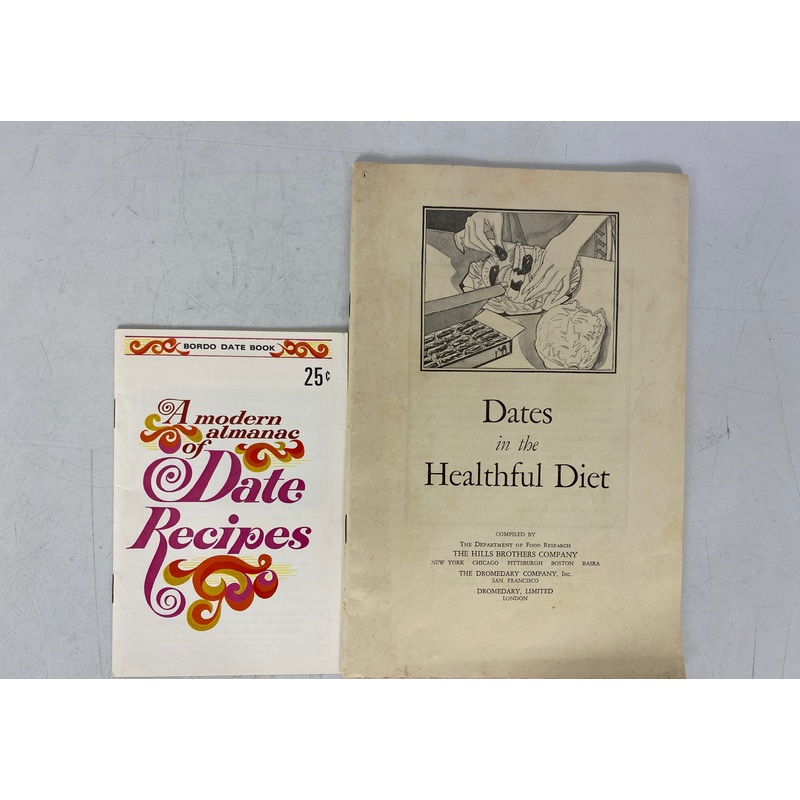 BORDO DATE BOOK
25¢
A modern
almanac
of
Date
Recipes
Dates
in the
Healthful Diet
COMPILED BY
THE DEPARTMENT OF FOOD RESEARCH
THE HILLS BROTHERS COMPANY
NEW YORK CHICAGO PITTSBURGH BOSTON BASRA
THE DROMEDARY COMPANY, Inc.
SAN FRANCISCO
DROMEDARY, LIMITED
LONDON